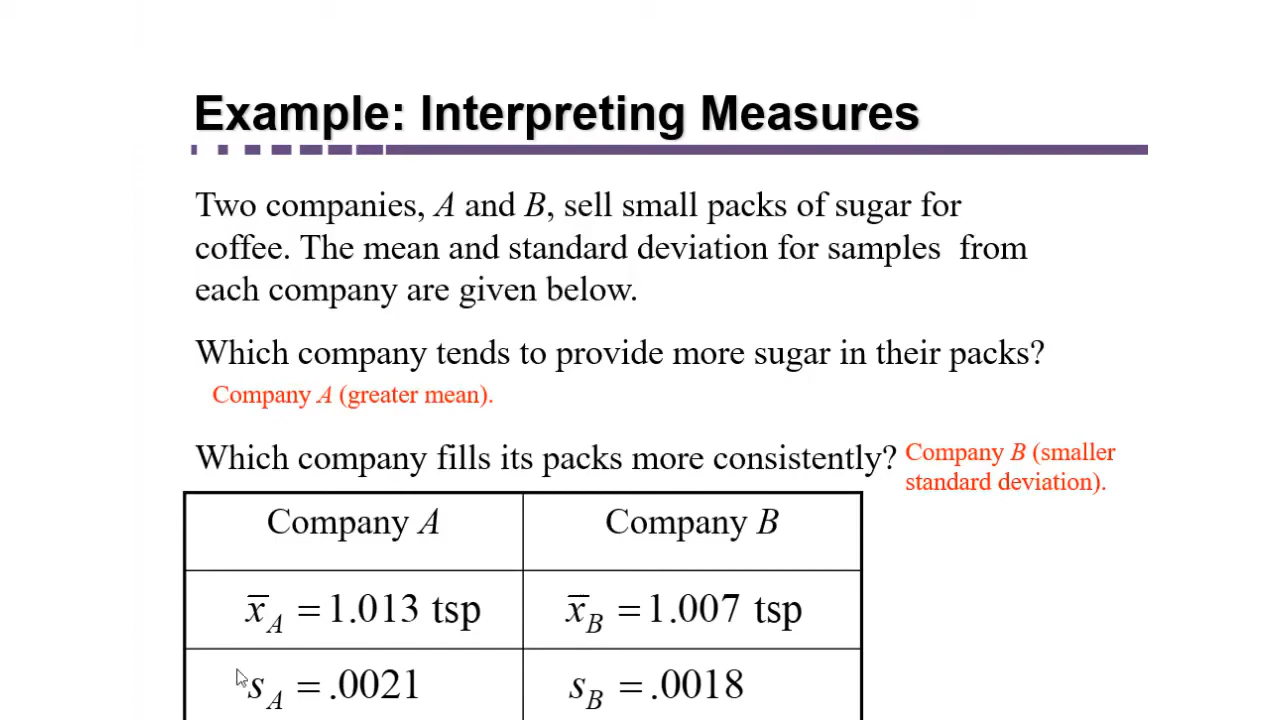 Example: Interpreting Measures
Two companies, A and B, sell small packs of sugar for
coffee. The mean and standard deviation for samples from
each company are given below.
Which company tends to provide more sugar in their packs?
Company A (greater mean).
Which company fills its packs more consistently?
Company B (smaller
standard deviation).
Company A
Company B
x̅_A = 1.013 tsp
x̅_B = 1.007 tsp
s_A = .0021
s_B = .0018